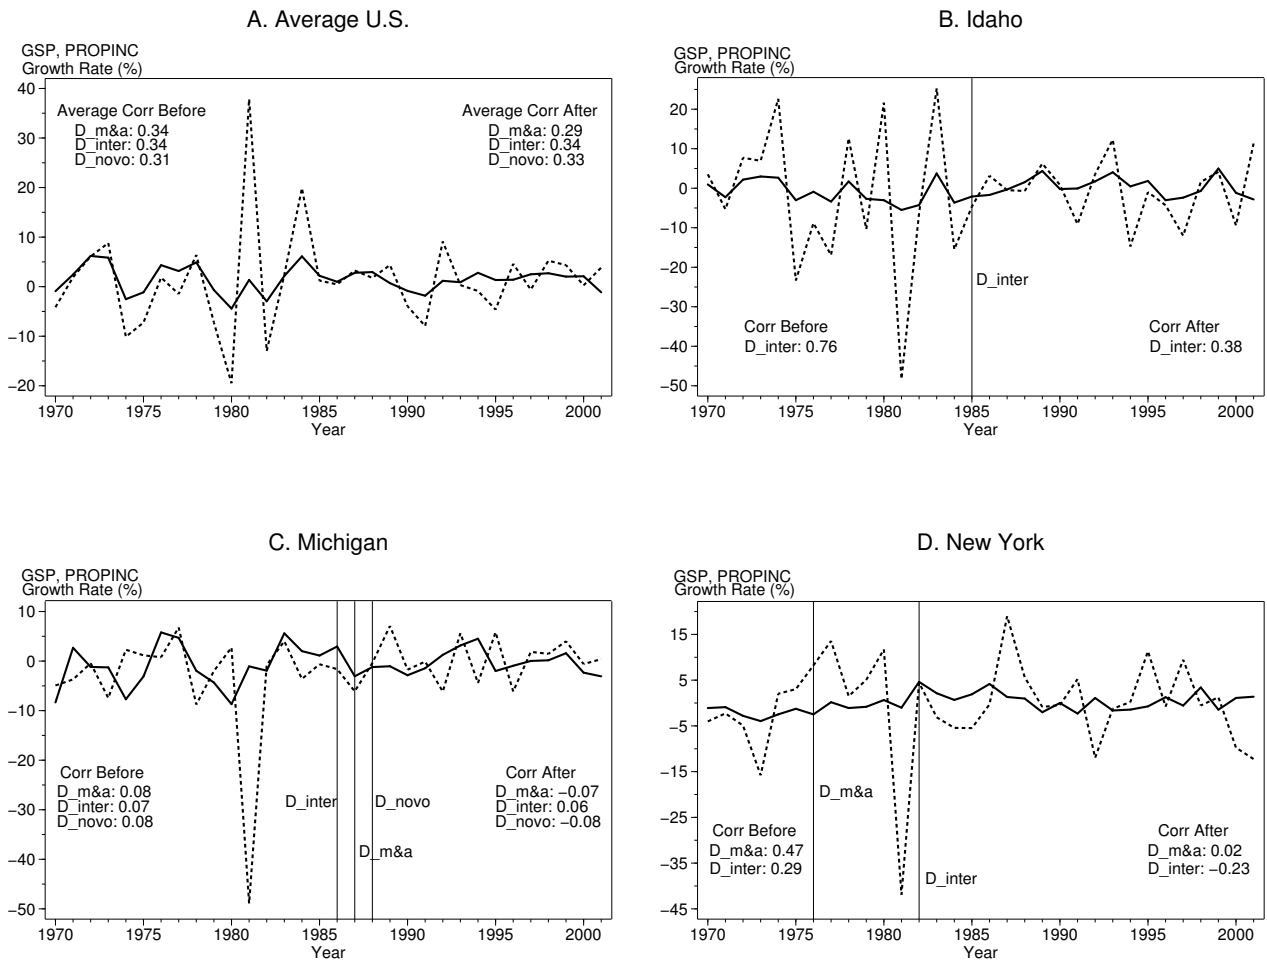 A. Average U.S.
GSP, PROPINC
Growth Rate (%)
40
30
20
10
0
−10
−20
Average Corr Before
D_m&a: 0.34
D_inter: 0.34
D_novo: 0.31
Average Corr After
D_m&a: 0.29
D_inter: 0.34
D_novo: 0.33
1970 1975 1980 1985 1990 1995 2000
Year
B. Idaho
GSP, PROPINC
Growth Rate (%)
20
10
0
−10
−20
−30
−40
−50
D_inter
Corr Before
D_inter: 0.76
Corr After
D_inter: 0.38
1970 1975 1980 1985 1990 1995 2000
Year
C. Michigan
GSP, PROPINC
Growth Rate (%)
10
0
−10
−20
−30
−40
−50
Corr Before
D_m&a: 0.08
D_inter: 0.07
D_novo: 0.08
D_inter
D_novo
D_m&a
Corr After
D_m&a: −0.07
D_inter: 0.06
D_novo: −0.08
1970 1975 1980 1985 1990 1995 2000
Year
D. New York
GSP, PROPINC
Growth Rate (%)
15
5
−5
−15
−25
−35
−45
D_m&a
D_inter
Corr Before
D_m&a: 0.47
D_inter: 0.29
Corr After
D_m&a: 0.02
D_inter: −0.23
1970 1975 1980 1985 1990 1995 2000
Year